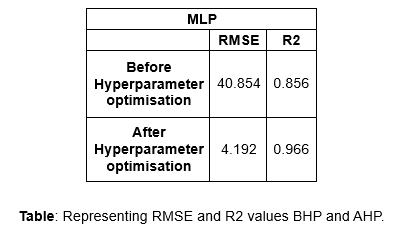 MLP
RMSE R2
Before
Hyperparameter
optimisation
40.854 0.856
After
Hyperparameter
optimisation
4.192 0.966
Table: Representing RMSE and R2 values BHP and AHP.